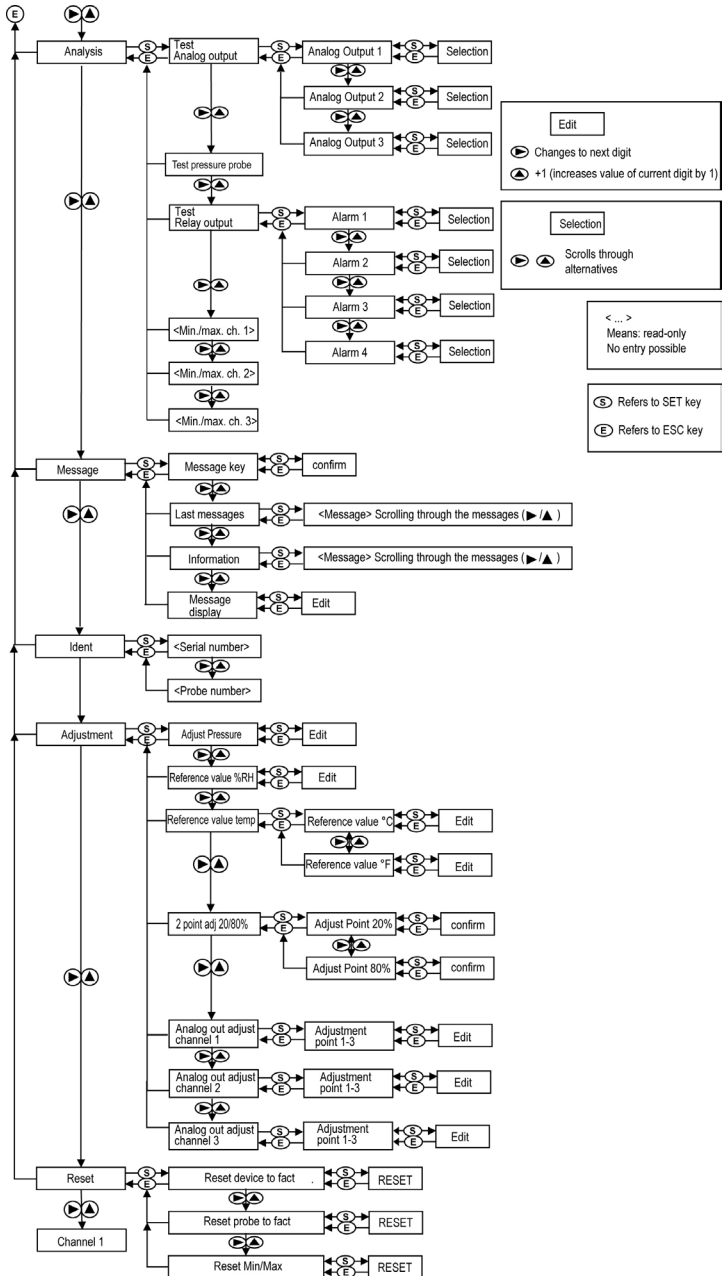 E
Analysis
S
E
Test
Analog output
S
E
Analog Output 1
S
E
Selection
Analog Output 2
S
E
Selection
Analog Output 3
S
E
Selection
Test pressure probe
Test
Relay output
S
E
Alarm 1
S
E
Selection
Alarm 2
S
E
Selection
Alarm 3
S
E
Selection
Alarm 4
S
E
Selection
<Min./max. ch. 1>
<Min./max. ch. 2>
<Min./max. ch. 3>
Edit
Changes to next digit
+1 (increases value of current digit by 1)
Selection
Scrolls through
alternatives
< ... >
Means: read-only
No entry possible
S Refers to SET key
E Refers to ESC key
Message
S
E
Message key
S
E
confirm
Last messages
S
E
<Message> Scrolling through the messages (▶/▲ )
Information
S
E
<Message> Scrolling through the messages (▶/▲ )
Message
display
S
E
Edit
Ident
S
E
<Serial number>
<Probe number>
Adjustment
S
E
Adjust Pressure
S
E
Edit
Reference value %RH
S
E
Edit
Reference value temp
S
E
Reference value °C
S
E
Edit
Reference value °F
S
E
Edit
2 point adj 20/80%
S
E
Adjust Point 20%
S
E
confirm
Adjust Point 80%
S
E
confirm
Analog out adjust
channel 1
S
E
Adjustment
point 1-3
S
E
Edit
Analog out adjust
channel 2
S
E
Adjustment
point 1-3
S
E
Edit
Analog out adjust
channel 3
S
E
Adjustment
point 1-3
S
E
Edit
Reset
S
E
Reset device to fact .
S
E
RESET
Reset probe to fact
S
E
RESET
Reset Min/Max
S
E
RESET
Channel 1